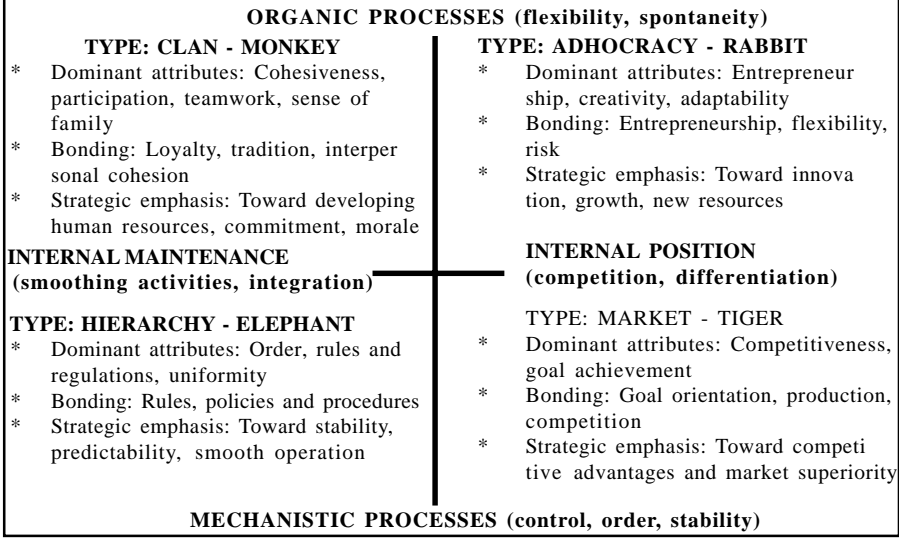 ORGANIC PROCESSES (flexibility, spontaneity)
TYPE: CLAN - MONKEY
* Dominant attributes: Cohesiveness,
participation, teamwork, sense of
family
* Bonding: Loyalty, tradition, interper
sonal cohesion
* Strategic emphasis: Toward developing
human resources, commitment, morale
TYPE: ADHOCRACY - RABBIT
* Dominant attributes: Entrepreneur
ship, creativity, adaptability
* Bonding: Entrepreneurship, flexibility,
risk
* Strategic emphasis: Toward innova
tion, growth, new resources
INTERNAL MAINTENANCE
(smoothing activities, integration)
INTERNAL POSITION
(competition, differentiation)
TYPE: HIERARCHY - ELEPHANT
* Dominant attributes: Order, rules and
regulations, uniformity
* Bonding: Rules, policies and procedures
* Strategic emphasis: Toward stability,
predictability, smooth operation
TYPE: MARKET - TIGER
* Dominant attributes: Competitiveness,
goal achievement
* Bonding: Goal orientation, production,
competition
* Strategic emphasis: Toward competi
tive advantages and market superiority
MECHANISTIC PROCESSES (control, order, stability)